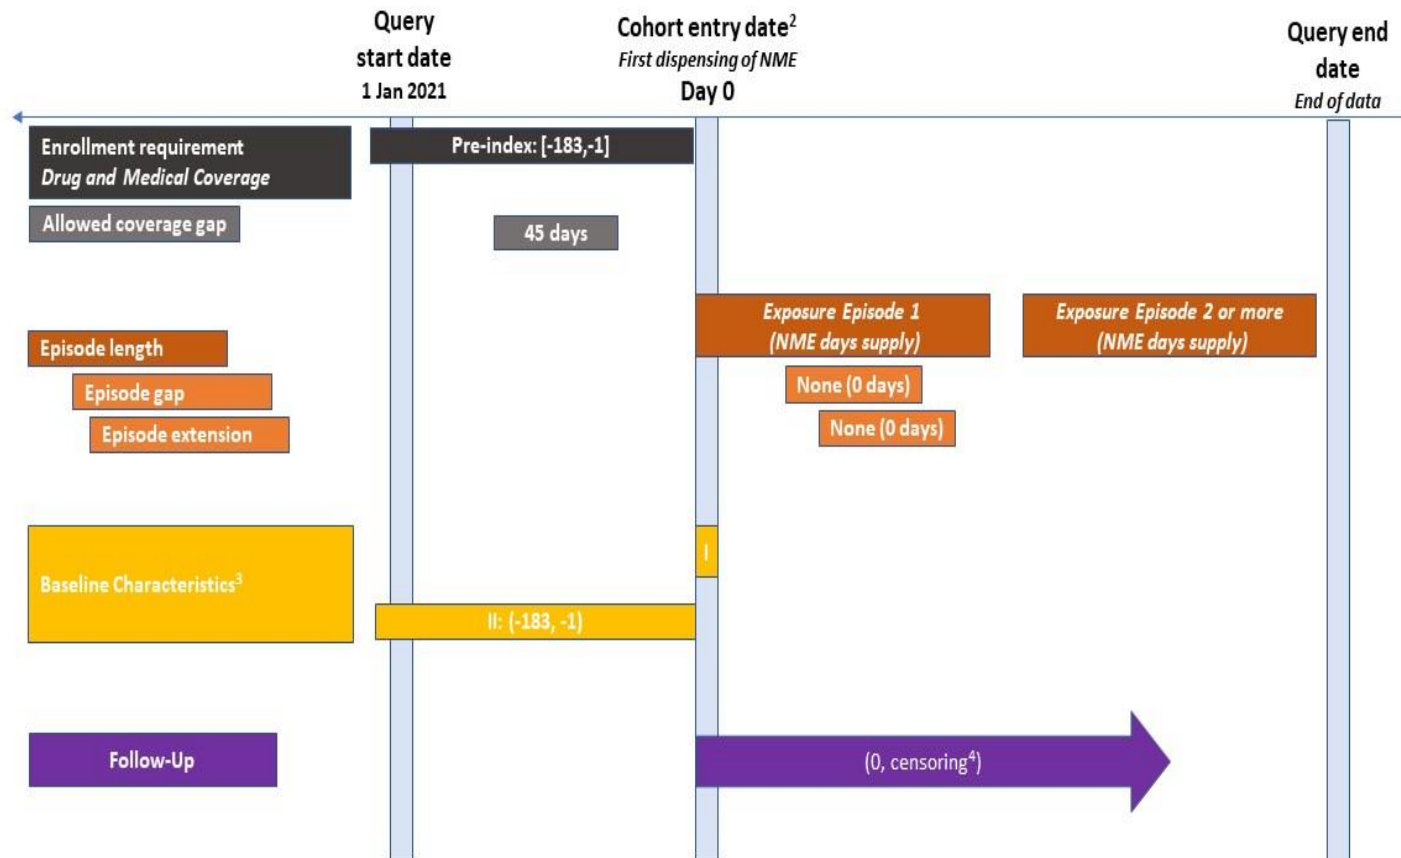 Query
start date
1 Jan 2021
Cohort entry date²
First dispensing of NME
Day 0
Query end
date
End of data
Enrollment requirement
Drug and Medical Coverage
Pre-index: [-183,-1]
Allowed coverage gap
45 days
Exposure Episode 1
(NME days supply)
Exposure Episode 2 or more
(NME days supply)
Episode length
Episode gap
None (0 days)
Episode extension
None (0 days)
Baseline Characteristics³
I
II: (-183, -1)
Follow-Up
(0, censoring⁴)